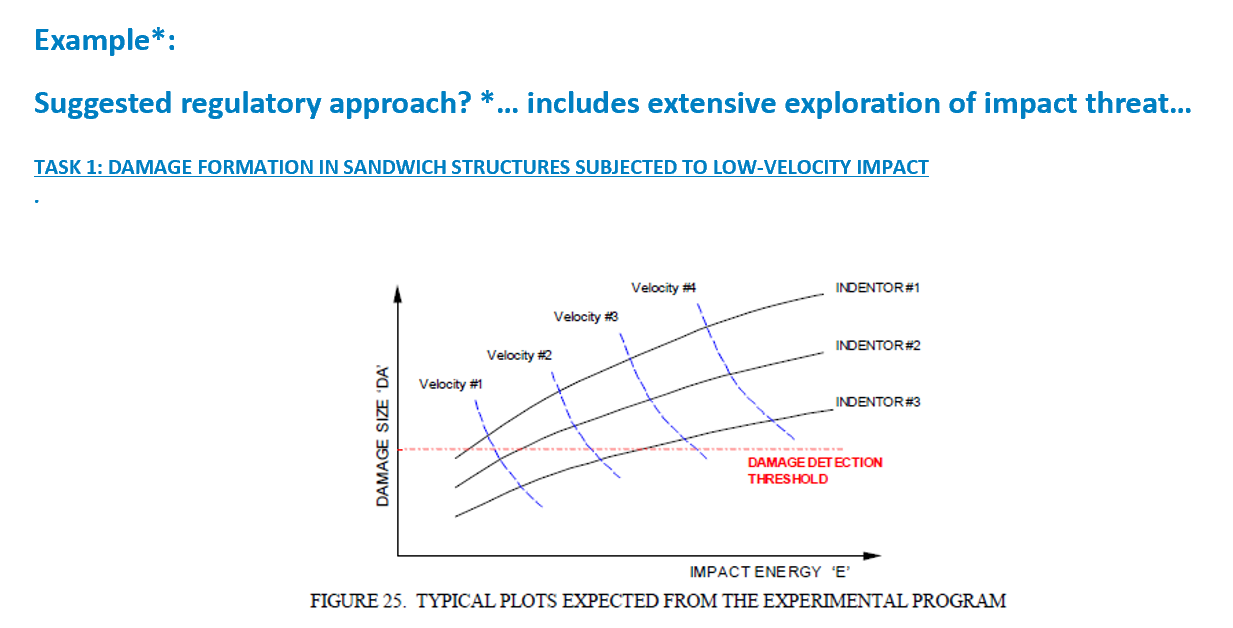 Example*:
Suggested regulatory approach? *… includes extensive exploration of impact threat…
TASK 1: DAMAGE FORMATION IN SANDWICH STRUCTURES SUBJECTED TO LOW-VELOCITY IMPACT
.
Velocity #4
INDENTOR #1
Velocity #3
INDENTOR #2
Velocity #2
Velocity #1
INDENTOR #3
DAMAGE SIZE 'DA'
DAMAGE DETECTION
THRESHOLD
IMPACT ENERGY 'E'
FIGURE 25. TYPICAL PLOTS EXPECTED FROM THE EXPERIMENTAL PROGRAM